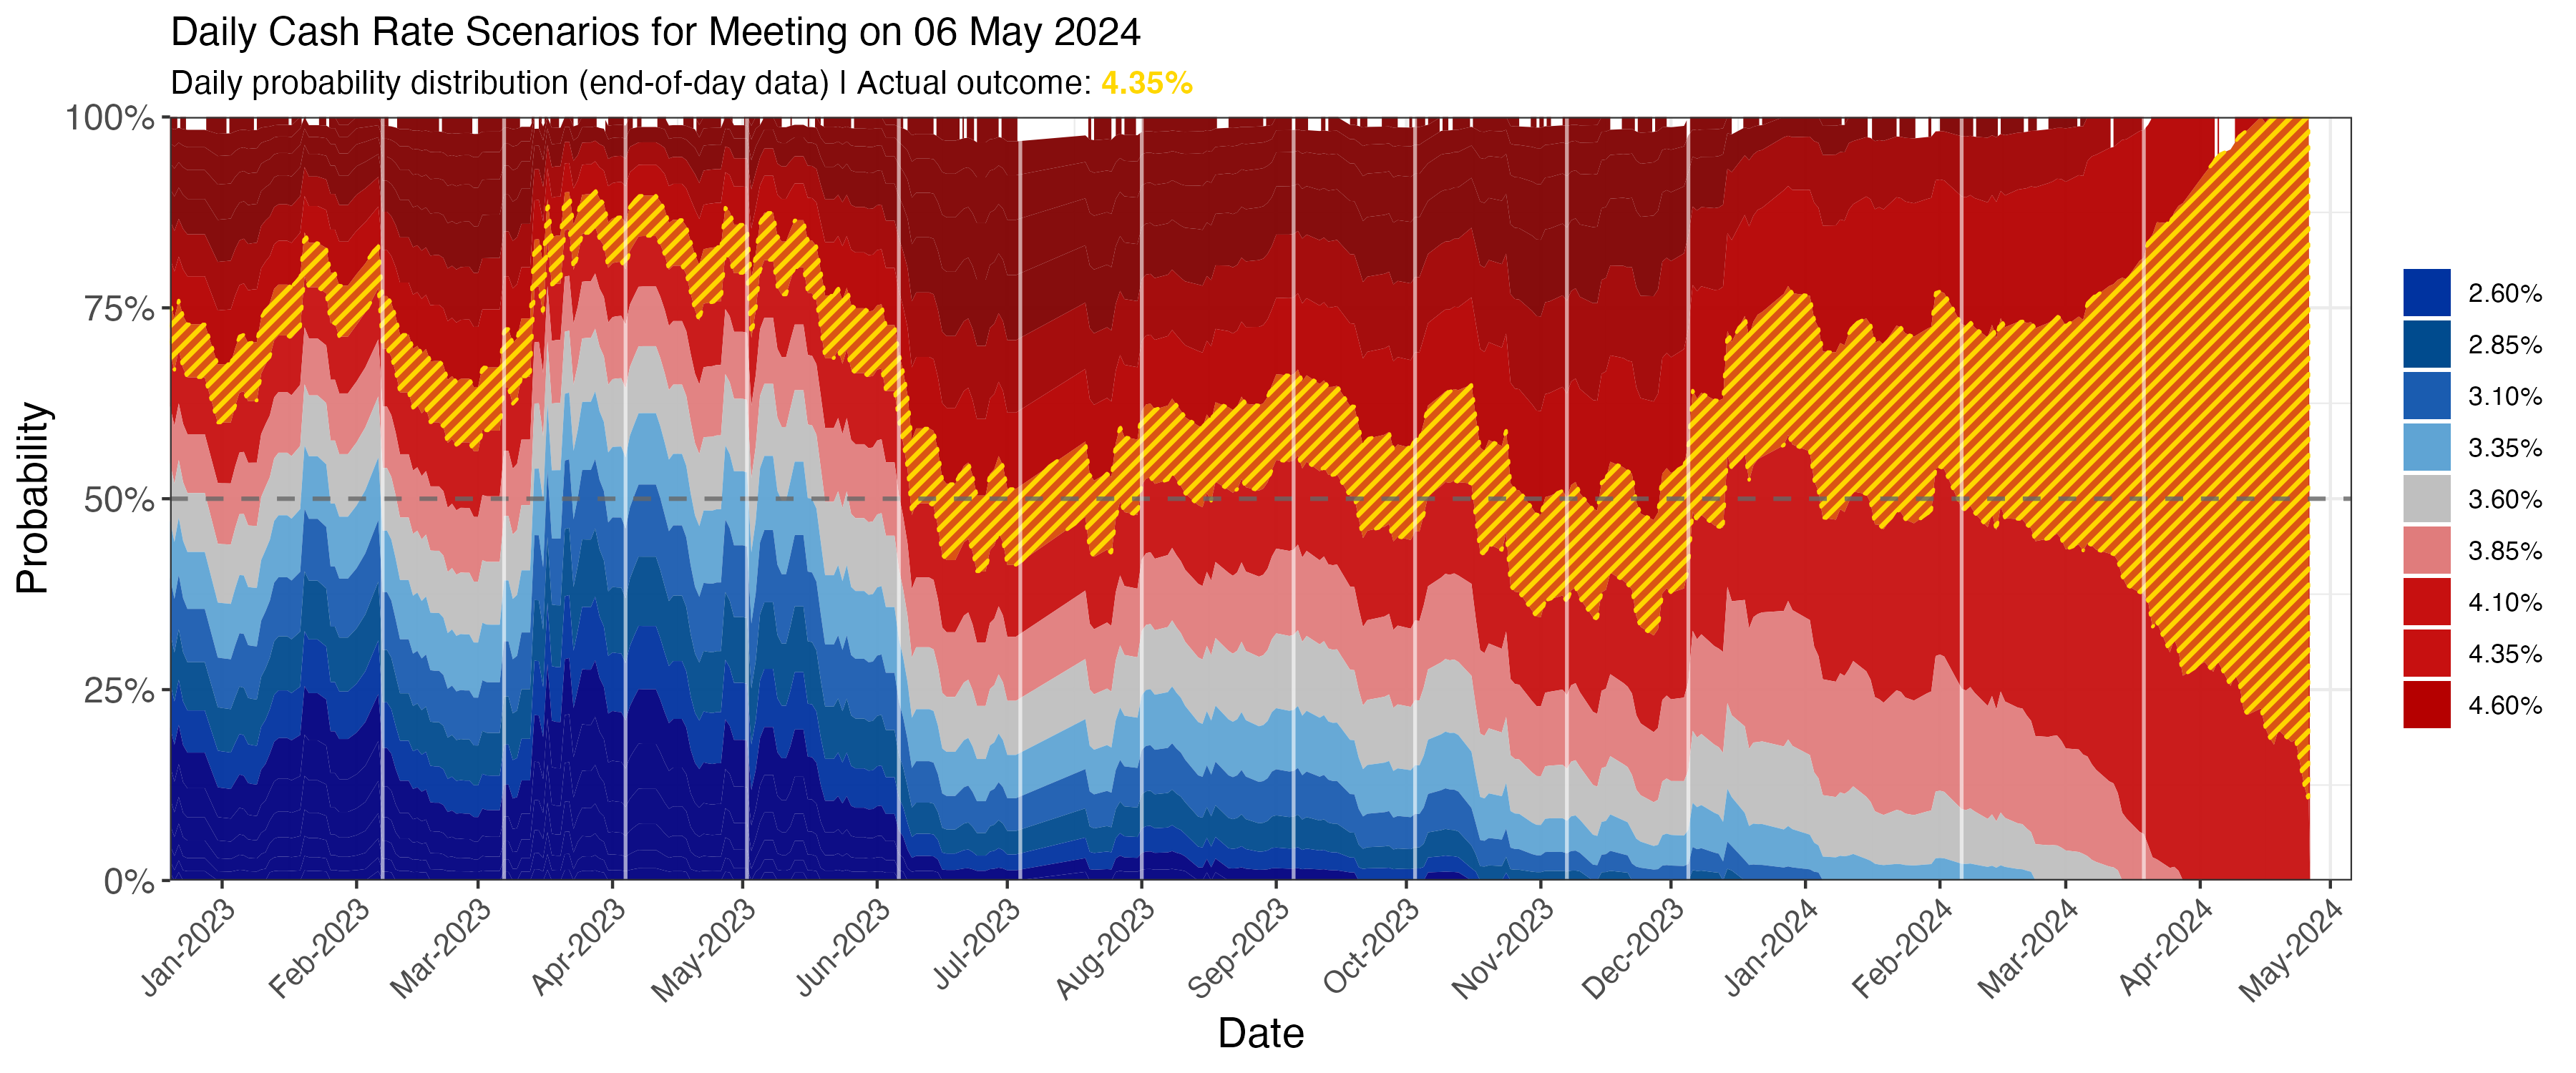 Daily Cash Rate Scenarios for Meeting on 06 May 2024
Daily probability distribution (end-of-day data) | Actual outcome: 4.35%
Probability
100%
75%
50%
25%
0%
Jan-2023
Feb-2023
Mar-2023
Apr-2023
May-2023
Jun-2023
Jul-2023
Aug-2023
Sep-2023
Oct-2023
Nov-2023
Dec-2023
Jan-2024
Feb-2024
Mar-2024
Apr-2024
May-2024
Date
2.60%
2.85%
3.10%
3.35%
3.60%
3.85%
4.10%
4.35%
4.60%